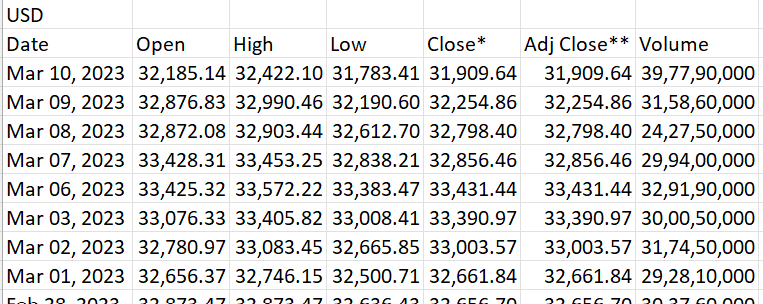 USD
Date Open High Low Close* Adj Close** Volume
Mar 10, 2023 32,185.14 32,422.10 31,783.41 31,909.64 31,909.64 39,77,90,000
Mar 09, 2023 32,876.83 32,990.46 32,190.60 32,254.86 32,254.86 31,58,60,000
Mar 08, 2023 32,872.08 32,903.44 32,612.70 32,798.40 32,798.40 24,27,50,000
Mar 07, 2023 33,428.31 33,453.25 32,838.21 32,856.46 32,856.46 29,94,00,000
Mar 06, 2023 33,425.32 33,572.22 33,383.47 33,431.44 33,431.44 32,91,90,000
Mar 03, 2023 33,076.33 33,405.82 33,008.41 33,390.97 33,390.97 30,00,50,000
Mar 02, 2023 32,780.97 33,083.45 32,665.85 33,003.57 33,003.57 31,74,50,000
Mar 01, 2023 32,656.37 32,746.15 32,500.71 32,661.84 32,661.84 29,28,10,000